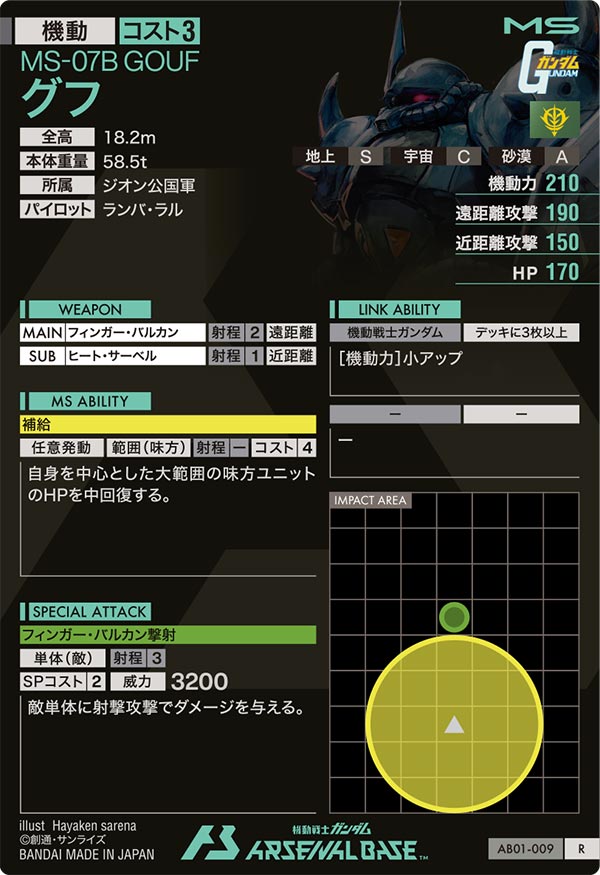 機動 コスト3
MS
MS-07B GOUF
グフ
機動戦士
ガンダム
GUNDAM
全高 18.2m
本体重量 58.5t
所属 ジオン公国軍
パイロット ランバ・ラル
地上 S 宇宙 C 砂漠 A
機動力 210
遠距離攻撃 190
近距離攻撃 150
HP 170
WEAPON
MAIN フィンガー・バルカン 射程 2 遠距離
SUB ヒート・サーベル 射程 1 近距離
MS ABILITY
補給
任意発動 範囲(味方) 射程 ー コスト 4
自身を中心とした大範囲の味方ユニット
のHPを中回復する。
SPECIAL ATTACK
フィンガー・バルカン撃射
単体(敵) 射程 3
SPコスト 2 威力 3200
敵単体に射撃攻撃でダメージを与える。
LINK ABILITY
機動戦士ガンダム デッキに3枚以上
[機動力]小アップ
ー ー
ー
IMPACT AREA
illust Hayaken sarena
©創通・サンライズ
BANDAI MADE IN JAPAN
機動戦士ガンダム
ARSENAL BASE™
AB01-009 R